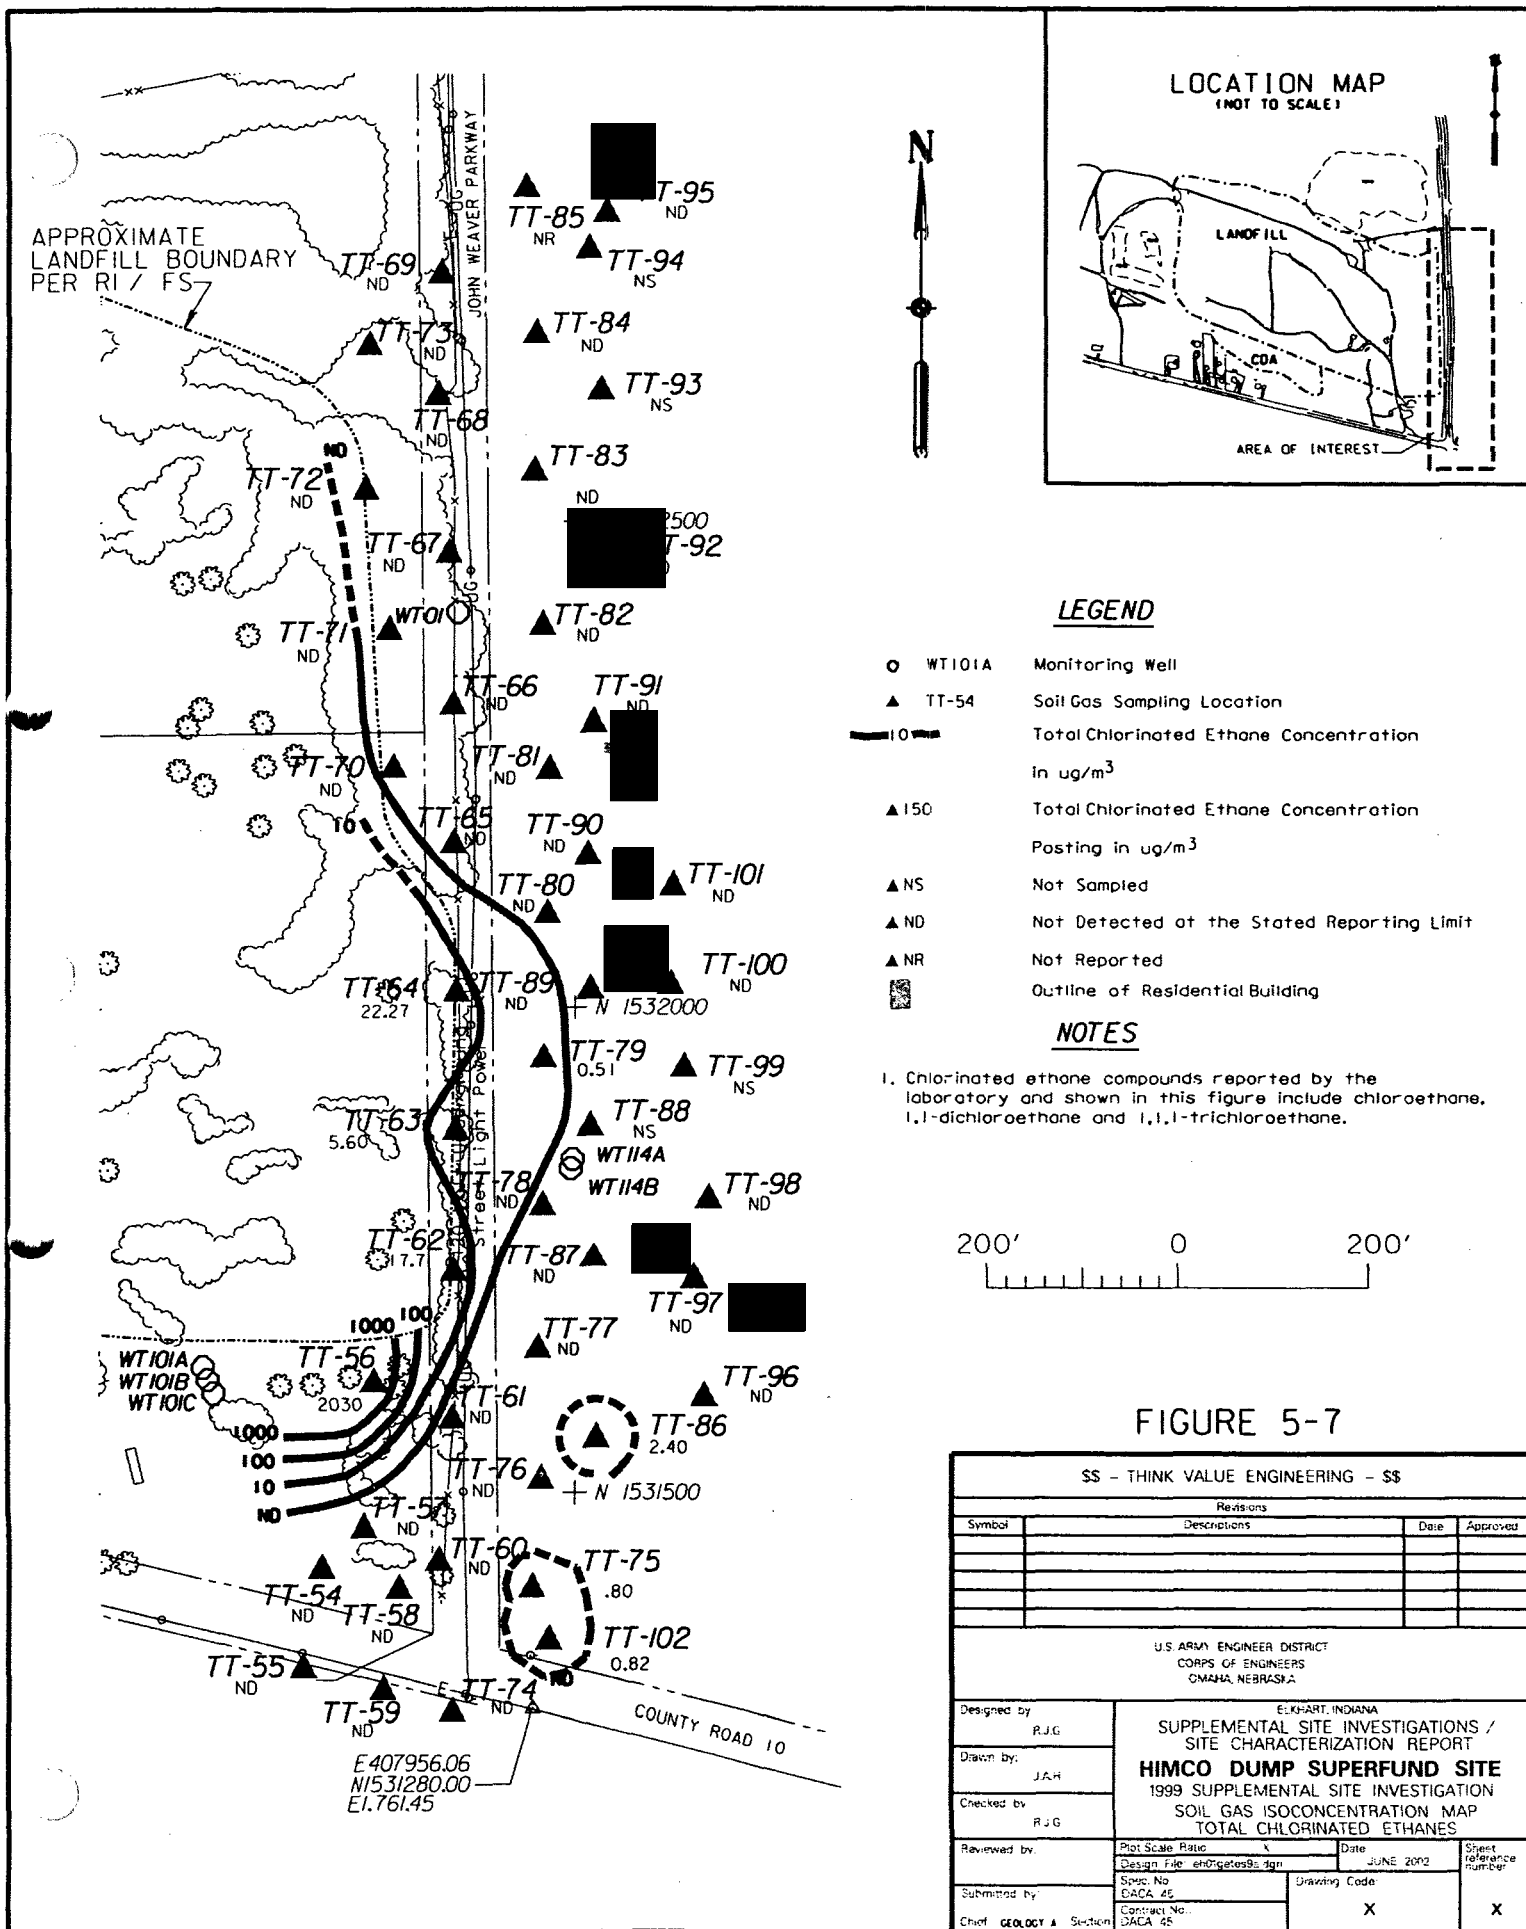 LOCATION MAP
(NOT TO SCALE)
LANDFILL
CDA
AREA OF INTEREST
N
APPROXIMATE
LANDFILL BOUNDARY
PER RI / FS
JOHN WEAVER PARKWAY
UG
TT-85
NR
T-95
ND
TT-94
NS
TT-69
ND
TT-84
ND
TT-73
ND
TT-93
NS
TT-68
ND
ND
TT-83
ND
TT-72
ND
2500
T-92
TT-67
ND
UG
WT01
TT-82
ND
TT-71
ND
TT-66
ND
TT-91
ND
TT-70
ND
TT-81
ND
10
TT-65
ND
TT-90
ND
TT-101
ND
TT-80
ND
TT-64
22.27
TT-89
ND
TT-100
ND
N 1532000
TT-79
0.51
TT-99
NS
Street Light Power
TT-63
5.60
TT-88
NS
WT114A
WT114B
TT-78
ND
TT-98
ND
TT-62
17.7
TT-87
ND
TT-97
ND
1000
100
TT-77
ND
WT101A
WT101B
WT101C
TT-56
2030
TT-96
ND
TT-61
ND
TT-86
2.40
1000
100
10
ND
TT-76
ND
N 1531500
TT-57
ND
TT-60
ND
TT-75
.80
TT-54
ND
TT-58
ND
TT-102
0.82
ND
TT-55
ND
TT-59
ND
E
TT-74
ND
COUNTY ROAD 10
E407956.06
N1531280.00
El.761.45
LEGEND
WT101A Monitoring Well
TT-54 Soil Gas Sampling Location
10 Total Chlorinated Ethane Concentration
in ug/m³
150 Total Chlorinated Ethane Concentration
Posting in ug/m³
NS Not Sampled
ND Not Detected at the Stated Reporting Limit
NR Not Reported
Outline of Residential Building
NOTES
1. Chlorinated ethane compounds reported by the
laboratory and shown in this figure include chloroethane,
1,1-dichloroethane and 1,1,1-trichloroethane.
200' 0 200'
FIGURE 5-7
$$ - THINK VALUE ENGINEERING - $$
Revisions
Symbol Descriptions Date Approved
U.S. ARMY ENGINEER DISTRICT
CORPS OF ENGINEERS
OMAHA, NEBRASKA
Designed by
R.J.G
Drawn by:
J.A.H
Checked by
R.J.G
Reviewed by:
Submitted by:
Chief GEOLOGY A Section
ELKHART, INDIANA
SUPPLEMENTAL SITE INVESTIGATIONS /
SITE CHARACTERIZATION REPORT
HIMCO DUMP SUPERFUND SITE
1999 SUPPLEMENTAL SITE INVESTIGATION
SOIL GAS ISOCONCENTRATION MAP
TOTAL CHLORINATED ETHANES
Plot Scale Ratio X
Design File:
Date
JUNE 2002
Sheet
reference
number
Spec. No
DACA 45
Drawing Code:
X
X
Contract No.:
DACA 45